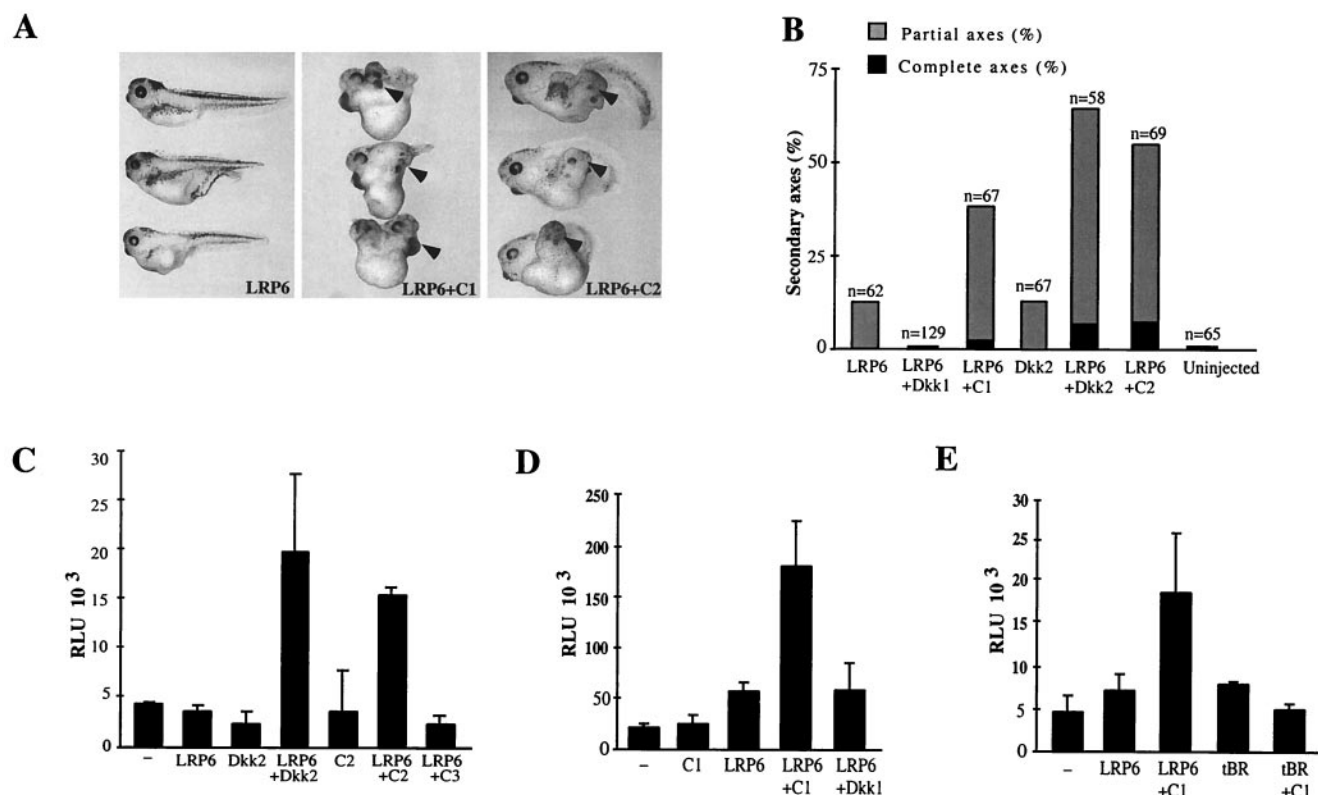 A
LRP6
LRP6+C1
LRP6+C2
B
Partial axes (%)
Complete axes (%)
Secondary axes (%)
75
50
25
0
n=62
n=129
n=67
n=67
n=58
n=69
n=65
LRP6
LRP6 +Dkk1
LRP6 +C1
Dkk2
LRP6 +Dkk2
LRP6 +C2
Uninjected
C
RLU 10 3
30
25
20
15
10
5
0
–
LRP6
Dkk2
LRP6 +Dkk2
C2
LRP6 +C2
LRP6 +C3
D
RLU 10 3
250
200
150
100
50
0
–
C1
LRP6
LRP6 +C1
LRP6 +Dkk1
E
RLU 10 3
30
25
20
15
10
5
0
–
LRP6
LRP6 +C1
tBR
tBR +C1